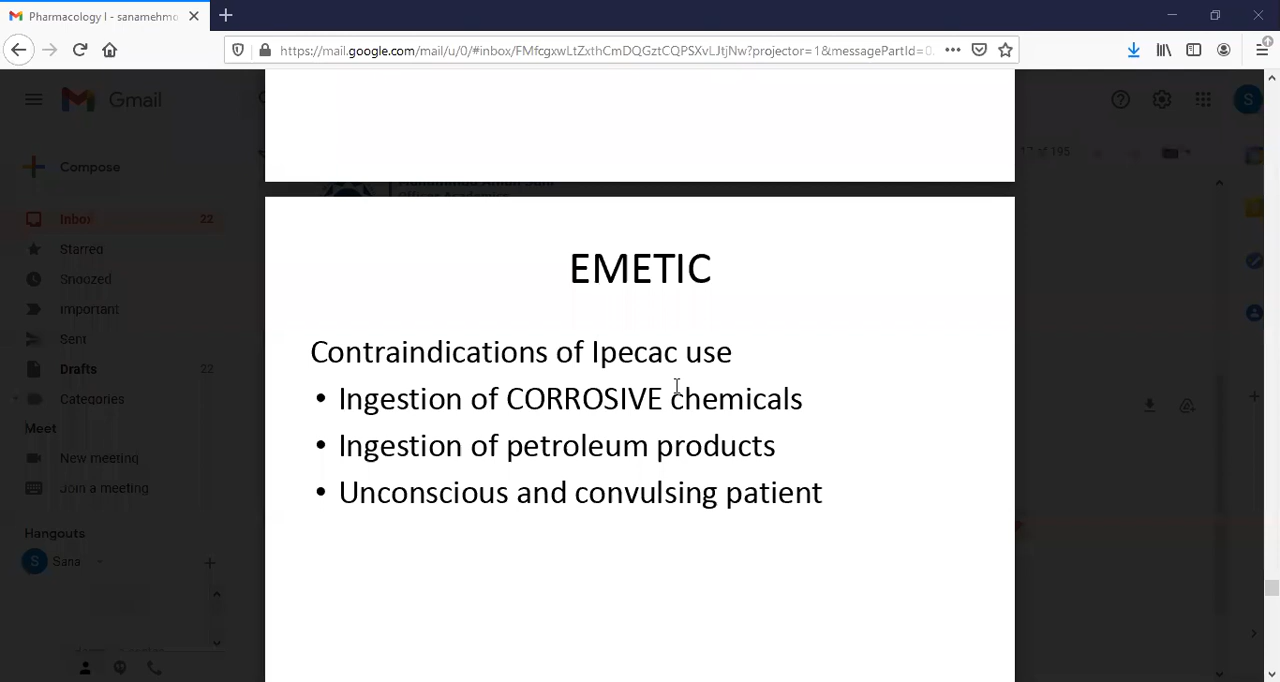 Pharmacology I - sanamehmo
https://mail.google.com/mail/u/0/#inbox/FMfcgxwLtZxthCmDQGztCQPSXvLJtjNw?projector=1&messagePartId=0.
Gmail
S
Compose
of 195
Inbox 22
Starred
Snoozed
Important
Sent
Drafts 22
Categories
Meet
New meeting
Join a meeting
Hangouts
S Sana
EMETIC
Contraindications of Ipecac use
• Ingestion of CORROSIVE chemicals
• Ingestion of petroleum products
• Unconscious and convulsing patient